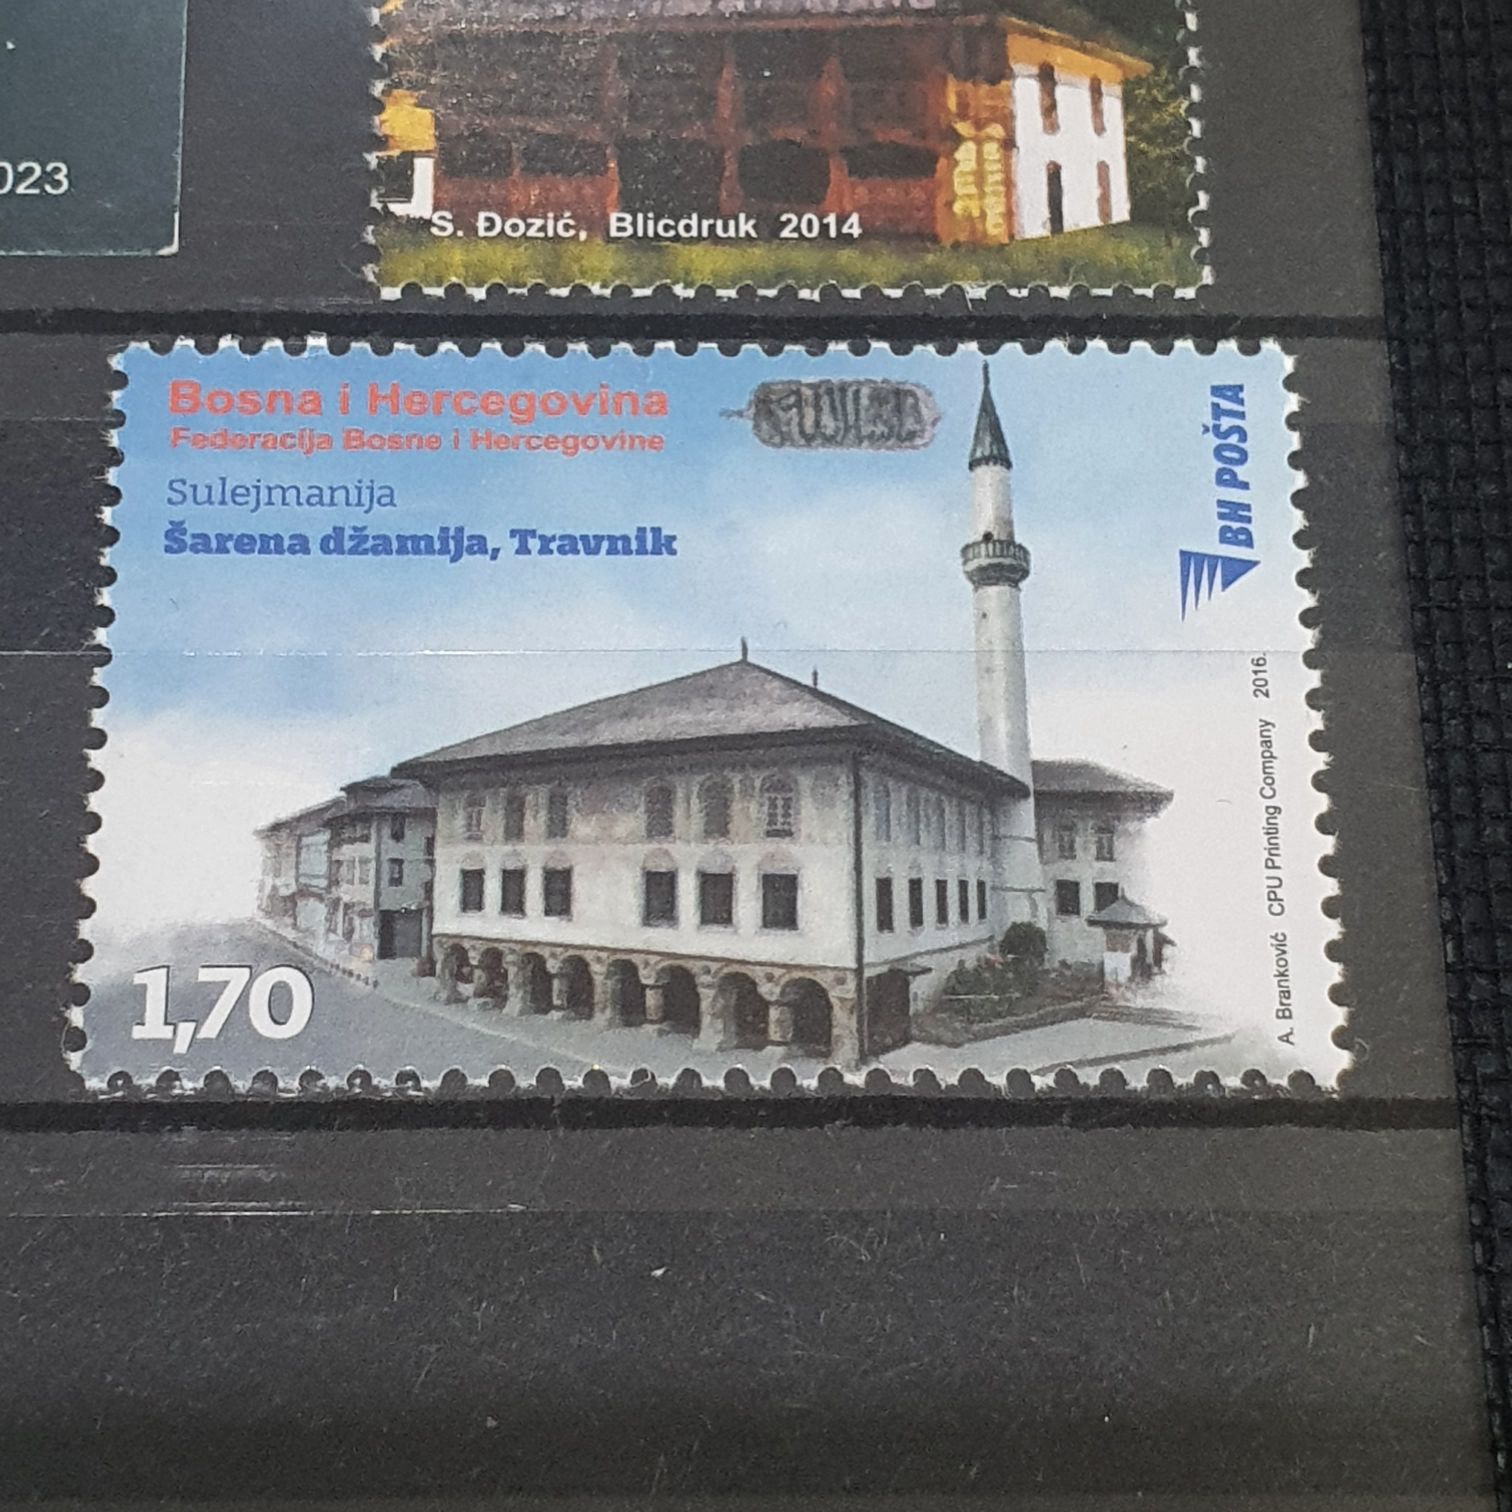 023
S. Đozić, Blicdruk 2014
Bosna i Hercegovina
Federacija Bosne i Hercegovine
Sulejmanija
Šarena džamija, Travnik
BH POŠTA
1,70
A. Branković CPU Printing Company 2016.